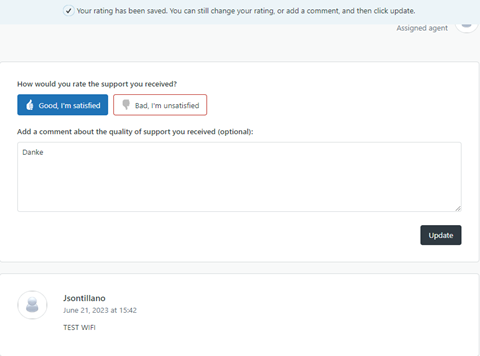 Your rating has been saved. You can still change your rating, or add a comment, and then click update.
Assigned agent
How would you rate the support you received?
Good, I'm satisfied
Bad, I'm unsatisfied
Add a comment about the quality of support you received (optional):
Danke
Update
Jsontillano
June 21, 2023 at 15:42
TEST WIFI